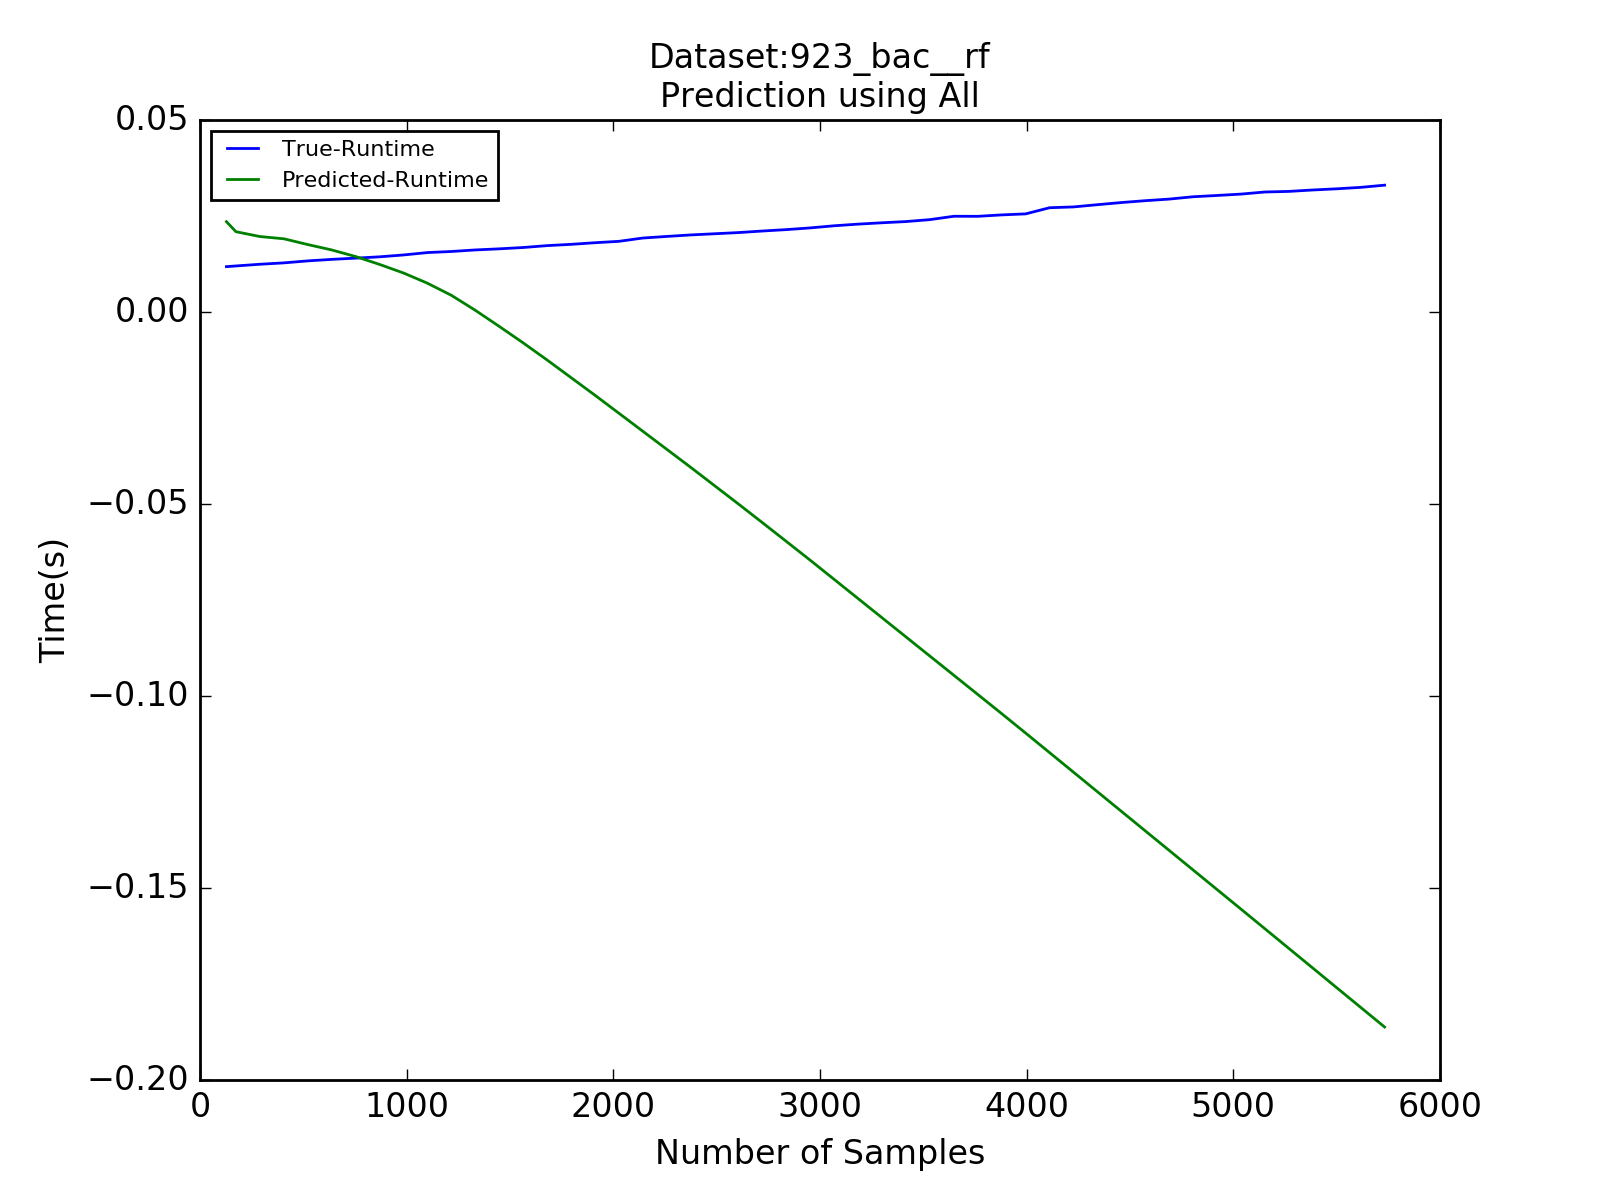 Dataset:923_bac__rf
Prediction using All
True-Runtime
Predicted-Runtime
0.05
0.00
−0.05
−0.10
−0.15
−0.20
Time(s)
0 1000 2000 3000 4000 5000 6000
Number of Samples